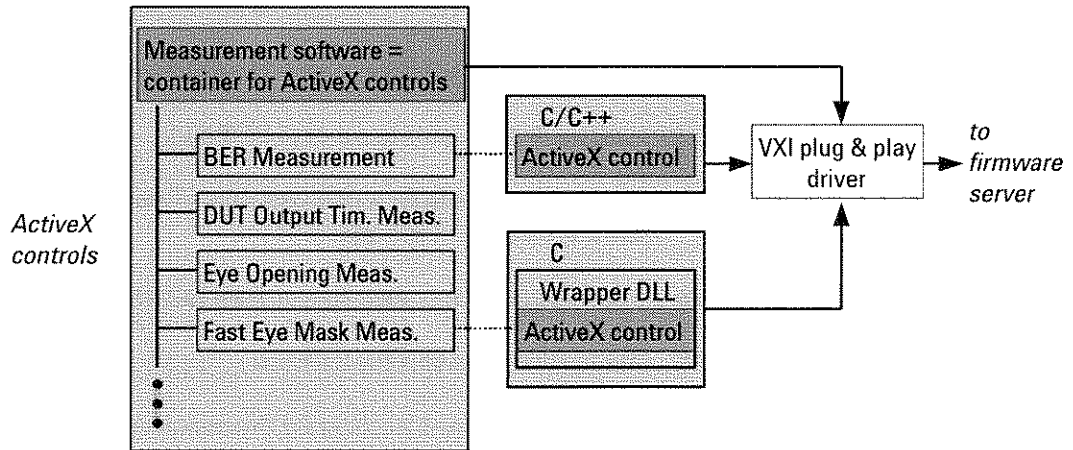 Measurement software =
container for ActiveX controls
BER Measurement
DUT Output Tim. Meas.
Eye Opening Meas.
Fast Eye Mask Meas.
ActiveX
controls
C/C++
ActiveX control
C
Wrapper DLL
ActiveX control
VXI plug & play
driver
to
firmware
server